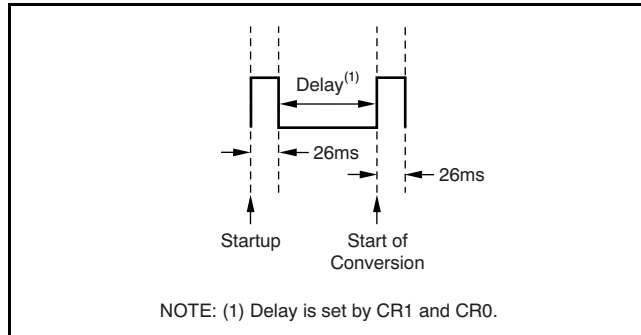 Delay(1)
26ms
26ms
Startup
Start of
Conversion
NOTE: (1) Delay is set by CR1 and CR0.